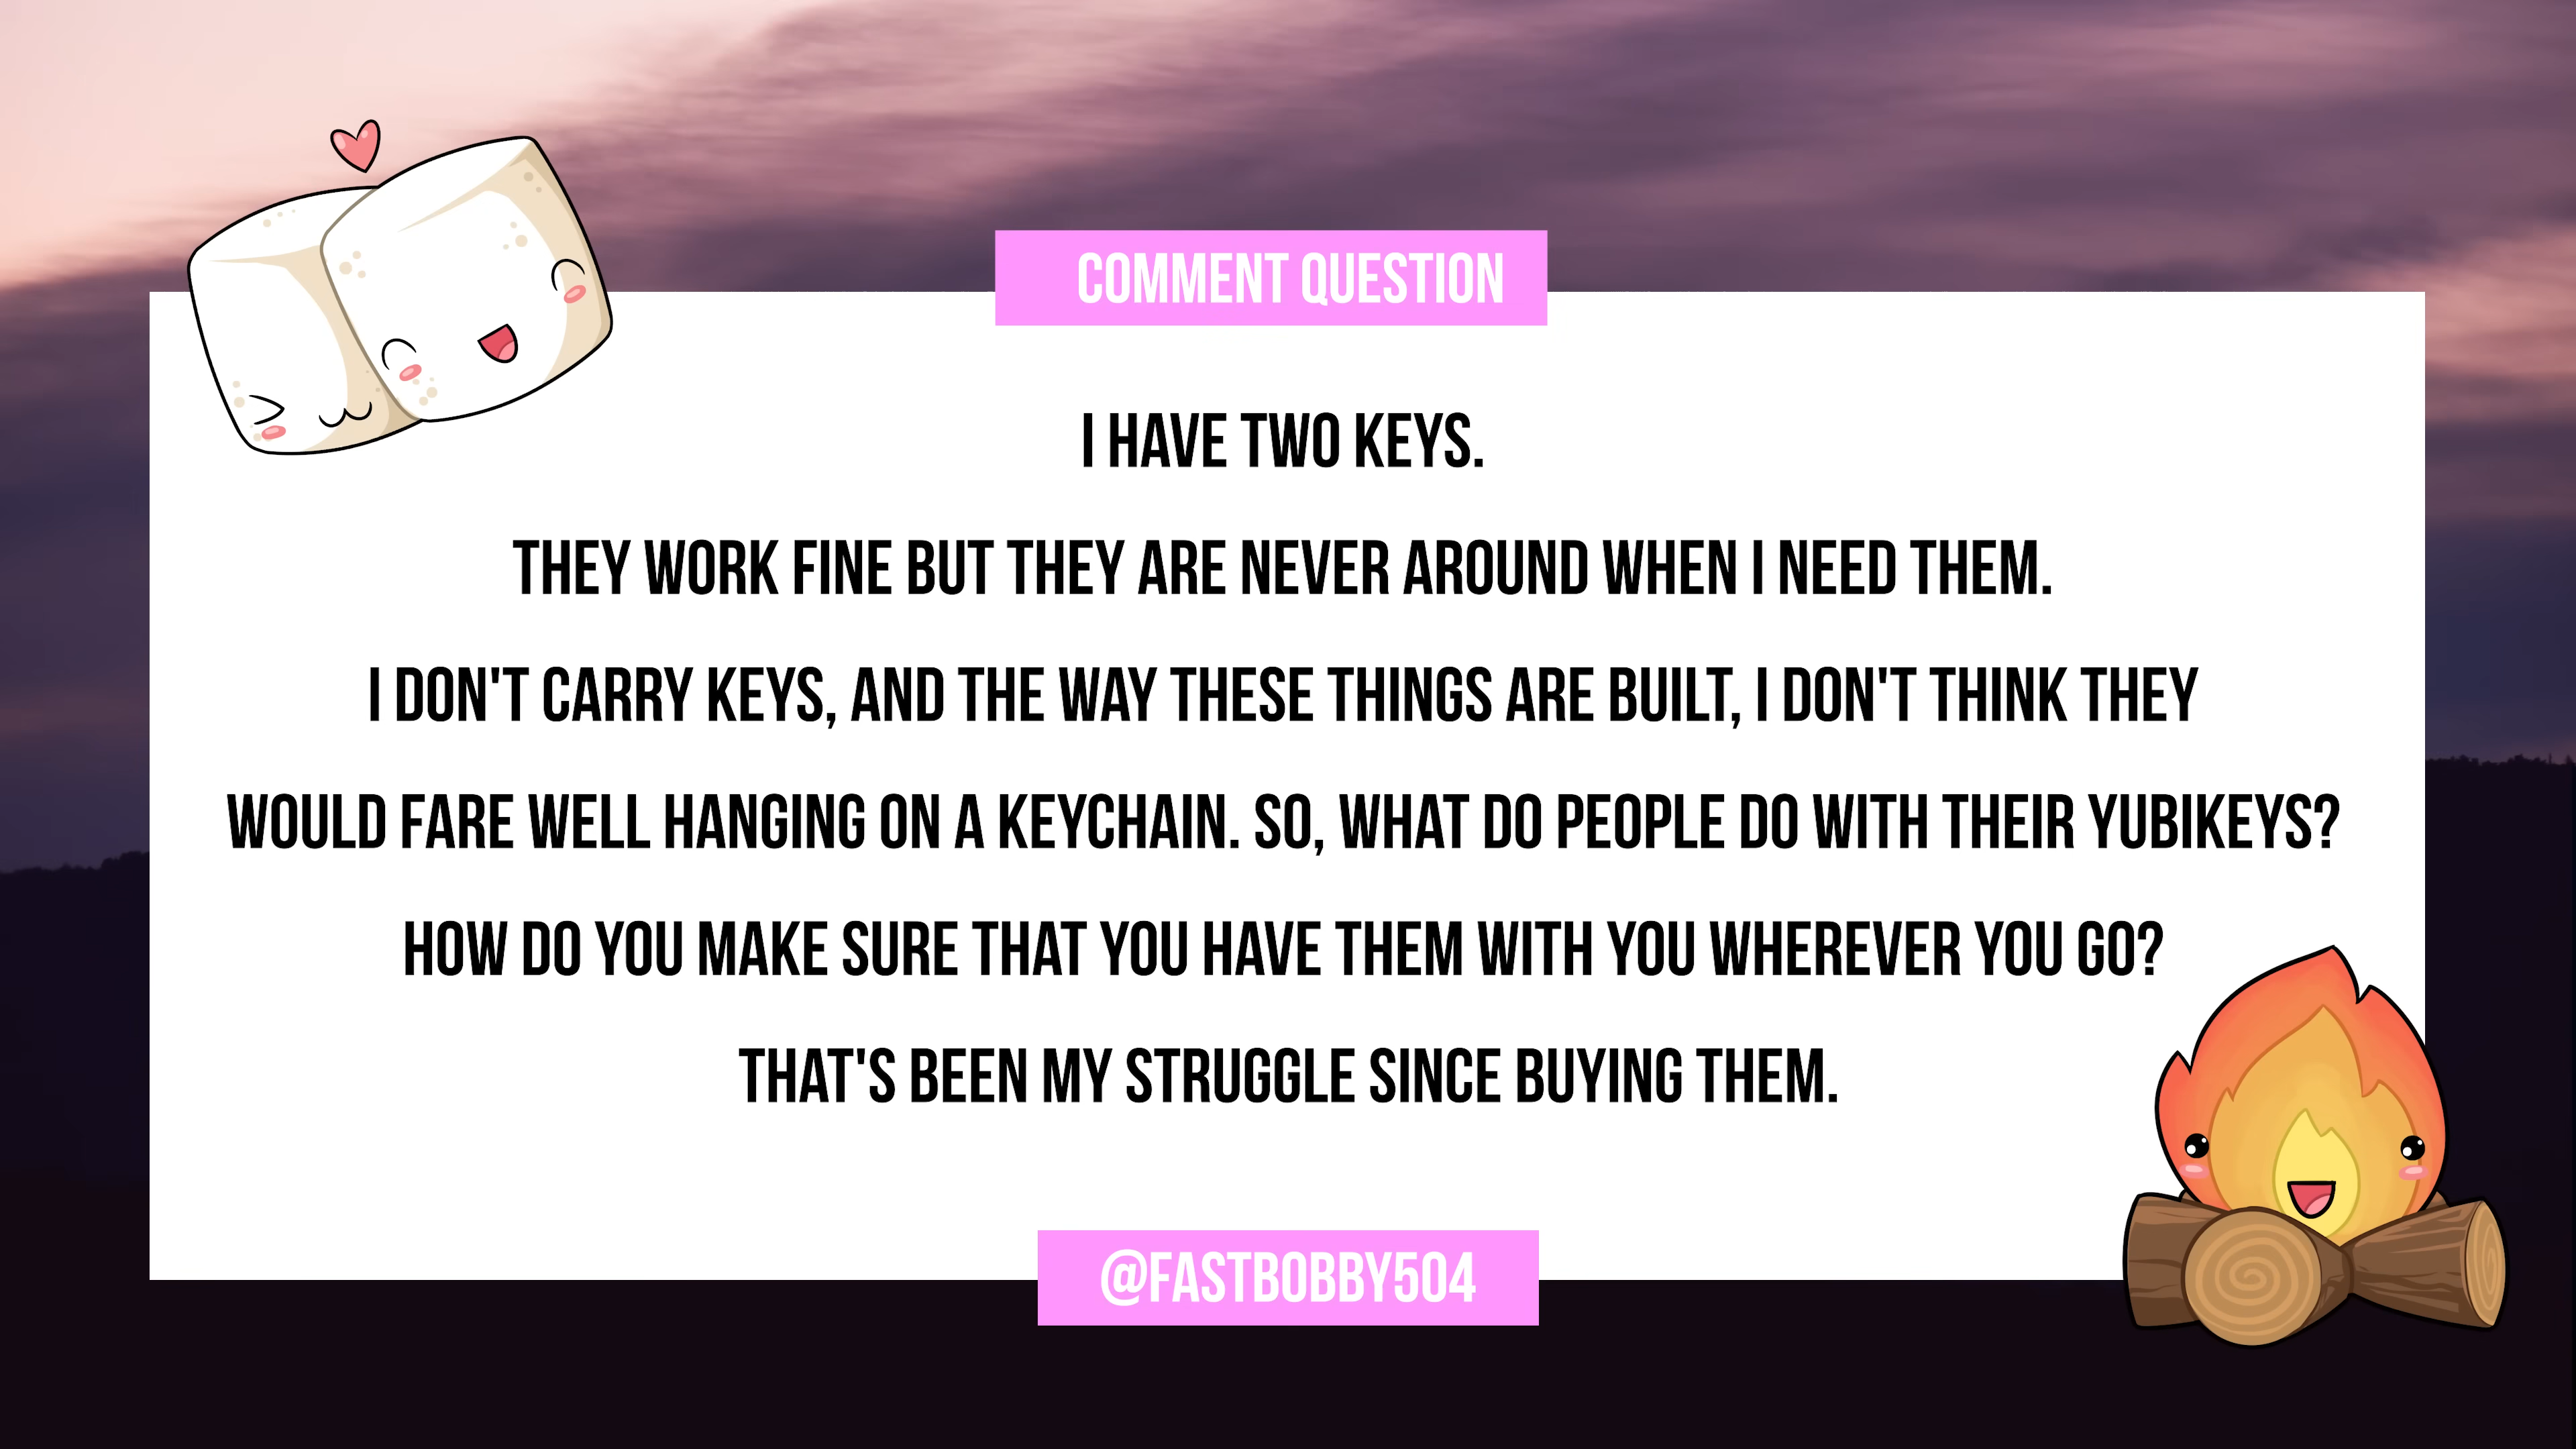 COMMENT QUESTION
I HAVE TWO KEYS.
THEY WORK FINE BUT THEY ARE NEVER AROUND WHEN I NEED THEM.
I DON'T CARRY KEYS, AND THE WAY THESE THINGS ARE BUILT, I DON'T THINK THEY
WOULD FARE WELL HANGING ON A KEYCHAIN. SO, WHAT DO PEOPLE DO WITH THEIR YUBIKEYS?
HOW DO YOU MAKE SURE THAT YOU HAVE THEM WITH YOU WHEREVER YOU GO?
THAT'S BEEN MY STRUGGLE SINCE BUYING THEM.
@FASTBOBBY504